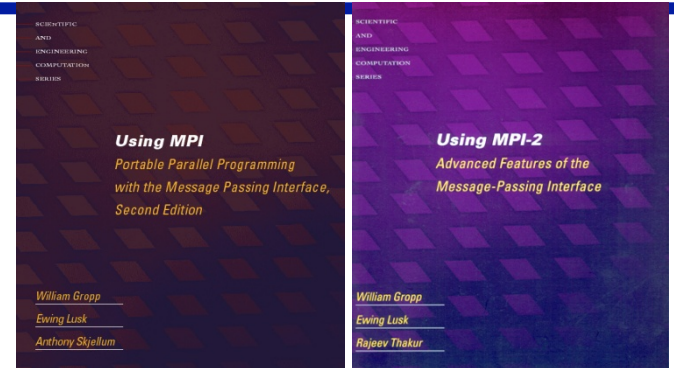 SCIENTIFIC
AND
ENGINEERING
COMPUTATION
SERIES
Using MPI
Portable Parallel Programming
with the Message Passing Interface,
Second Edition
William Gropp
Ewing Lusk
Anthony Skjellum
SCIENTIFIC
AND
ENGINEERING
COMPUTATION
SERIES
Using MPI-2
Advanced Features of the
Message-Passing Interface
William Gropp
Ewing Lusk
Rajeev Thakur